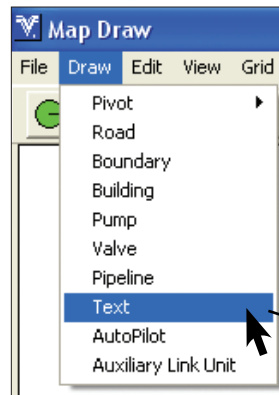 Map Draw
File Draw Edit View Grid
Pivot
Road
Boundary
Building
Pump
Valve
Pipeline
Text
AutoPilot
Auxiliary Link Unit